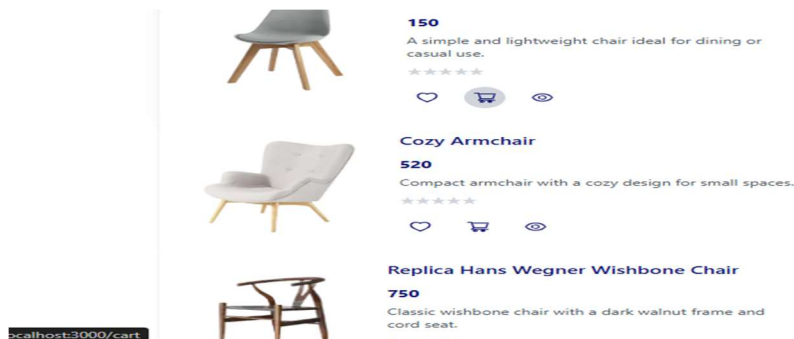 150
A simple and lightweight chair ideal for dining or
casual use.
Cozy Armchair
520
Compact armchair with a cozy design for small spaces.
Replica Hans Wegner Wishbone Chair
750
Classic wishbone chair with a dark walnut frame and
cord seat.
ocalhost:3000/cart